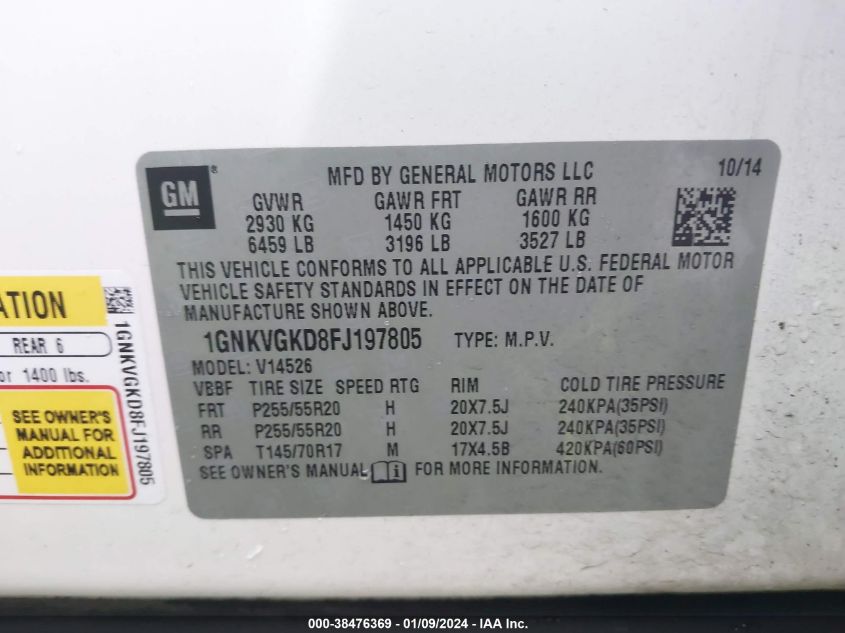 GM®
MFD BY GENERAL MOTORS LLC
10/14
GVWR GAWR FRT GAWR RR
2930 KG 1450 KG 1600 KG
6459 LB 3196 LB 3527 LB
THIS VEHICLE CONFORMS TO ALL APPLICABLE U.S. FEDERAL MOTOR
VEHICLE SAFETY STANDARDS IN EFFECT ON THE DATE OF
MANUFACTURE SHOWN ABOVE.
1GNKVGKD8FJ197805 TYPE: M.P.V.
MODEL: V14526
VBBF TIRE SIZE SPEED RTG RIM COLD TIRE PRESSURE
FRT P255/55R20 H 20X7.5J 240KPA(35PSI)
RR P255/55R20 H 20X7.5J 240KPA(35PSI)
SPA T145/70R17 M 17X4.5B 420KPA(60PSI)
SEE OWNER'S MANUAL FOR MORE INFORMATION.
ATION
REAR 6
or 1400 lbs.
SEE OWNER'S
MANUAL FOR
ADDITIONAL
INFORMATION
1GNKVGKD8FJ197805
000-38476369 - 01/09/2024 - IAA Inc.